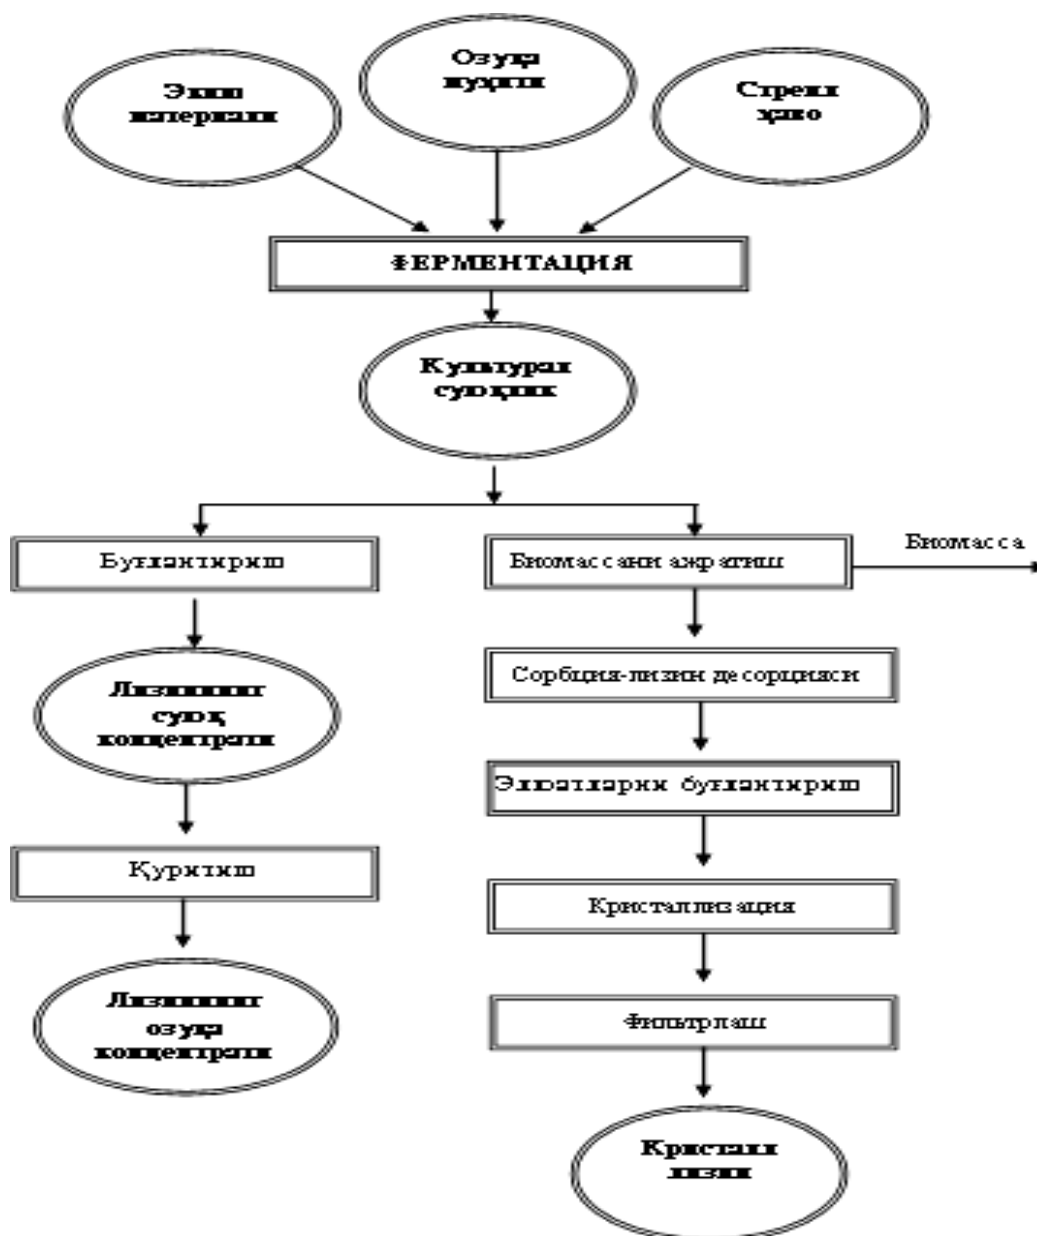 Экиш
материали
Озуқа
муҳити
Стреил
ҳаво
ФЕРМЕНТАЦИЯ
Культурал
суюқлик
Буғлантириш
Биомассани ажратиш
Биомасса
Лизиннинг
суюқ
концентрати
Сорбция-лизин десорцияси
Элюатларни буғлантириш
Қуритиш
Кристаллизация
Лизиннинг
озуқа
концентрати
Фильтрлаш
Кристалл
лизин